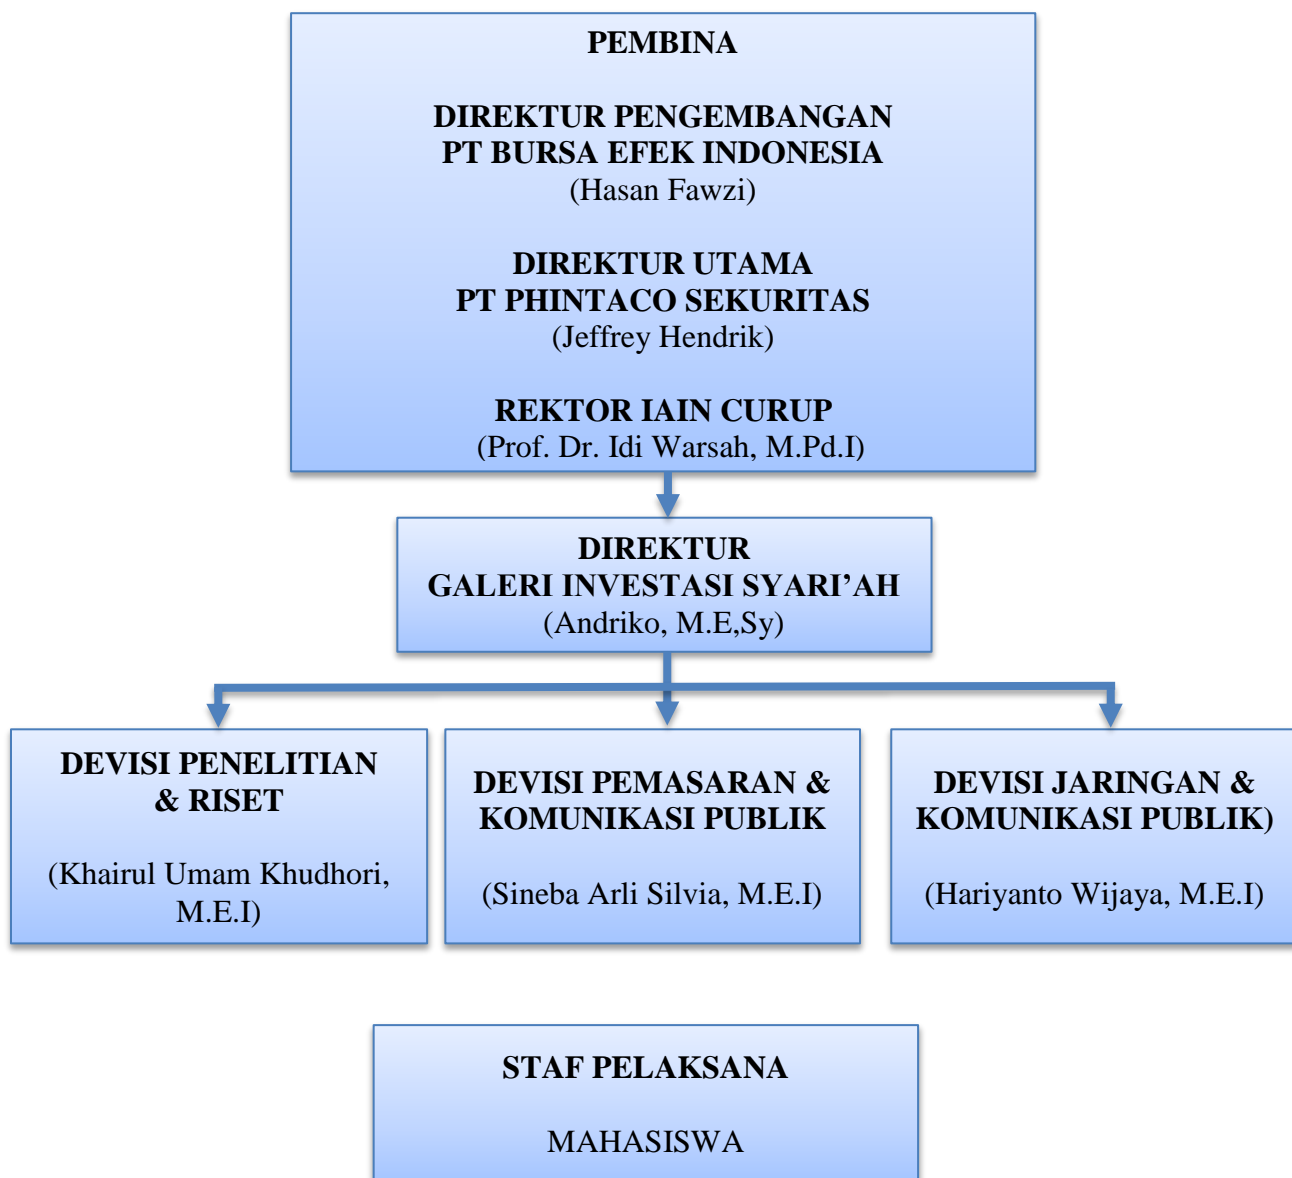 PEMBINA
DIREKTUR PENGEMBANGAN
PT BURSA EFEK INDONESIA
(Hasan Fawzi)
DIREKTUR UTAMA
PT PHINTACO SEKURITAS
(Jeffrey Hendrik)
REKTOR IAIN CURUP
(Prof. Dr. Idi Warsah, M.Pd.I)
DIREKTUR
GALERI INVESTASI SYARI’AH
(Andriko, M.E,Sy)
DEVISI PENELITIAN
& RISET
(Khairul Umam Khudhori,
M.E.I)
DEVISI PEMASARAN &
KOMUNIKASI PUBLIK
(Sineba Arli Silvia, M.E.I)
DEVISI JARINGAN &
KOMUNIKASI PUBLIK)
(Hariyanto Wijaya, M.E.I)
STAF PELAKSANA
MAHASISWA